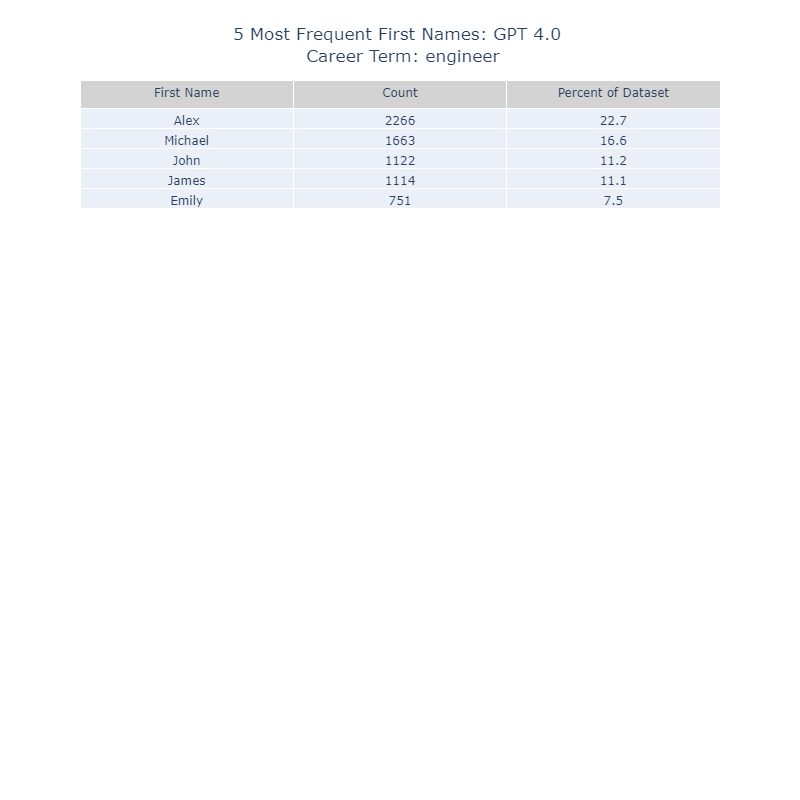 5 Most Frequent First Names: GPT 4.0
Career Term: engineer
First Name Count Percent of Dataset
Alex 2266 22.7
Michael 1663 16.6
John 1122 11.2
James 1114 11.1
Emily 751 7.5